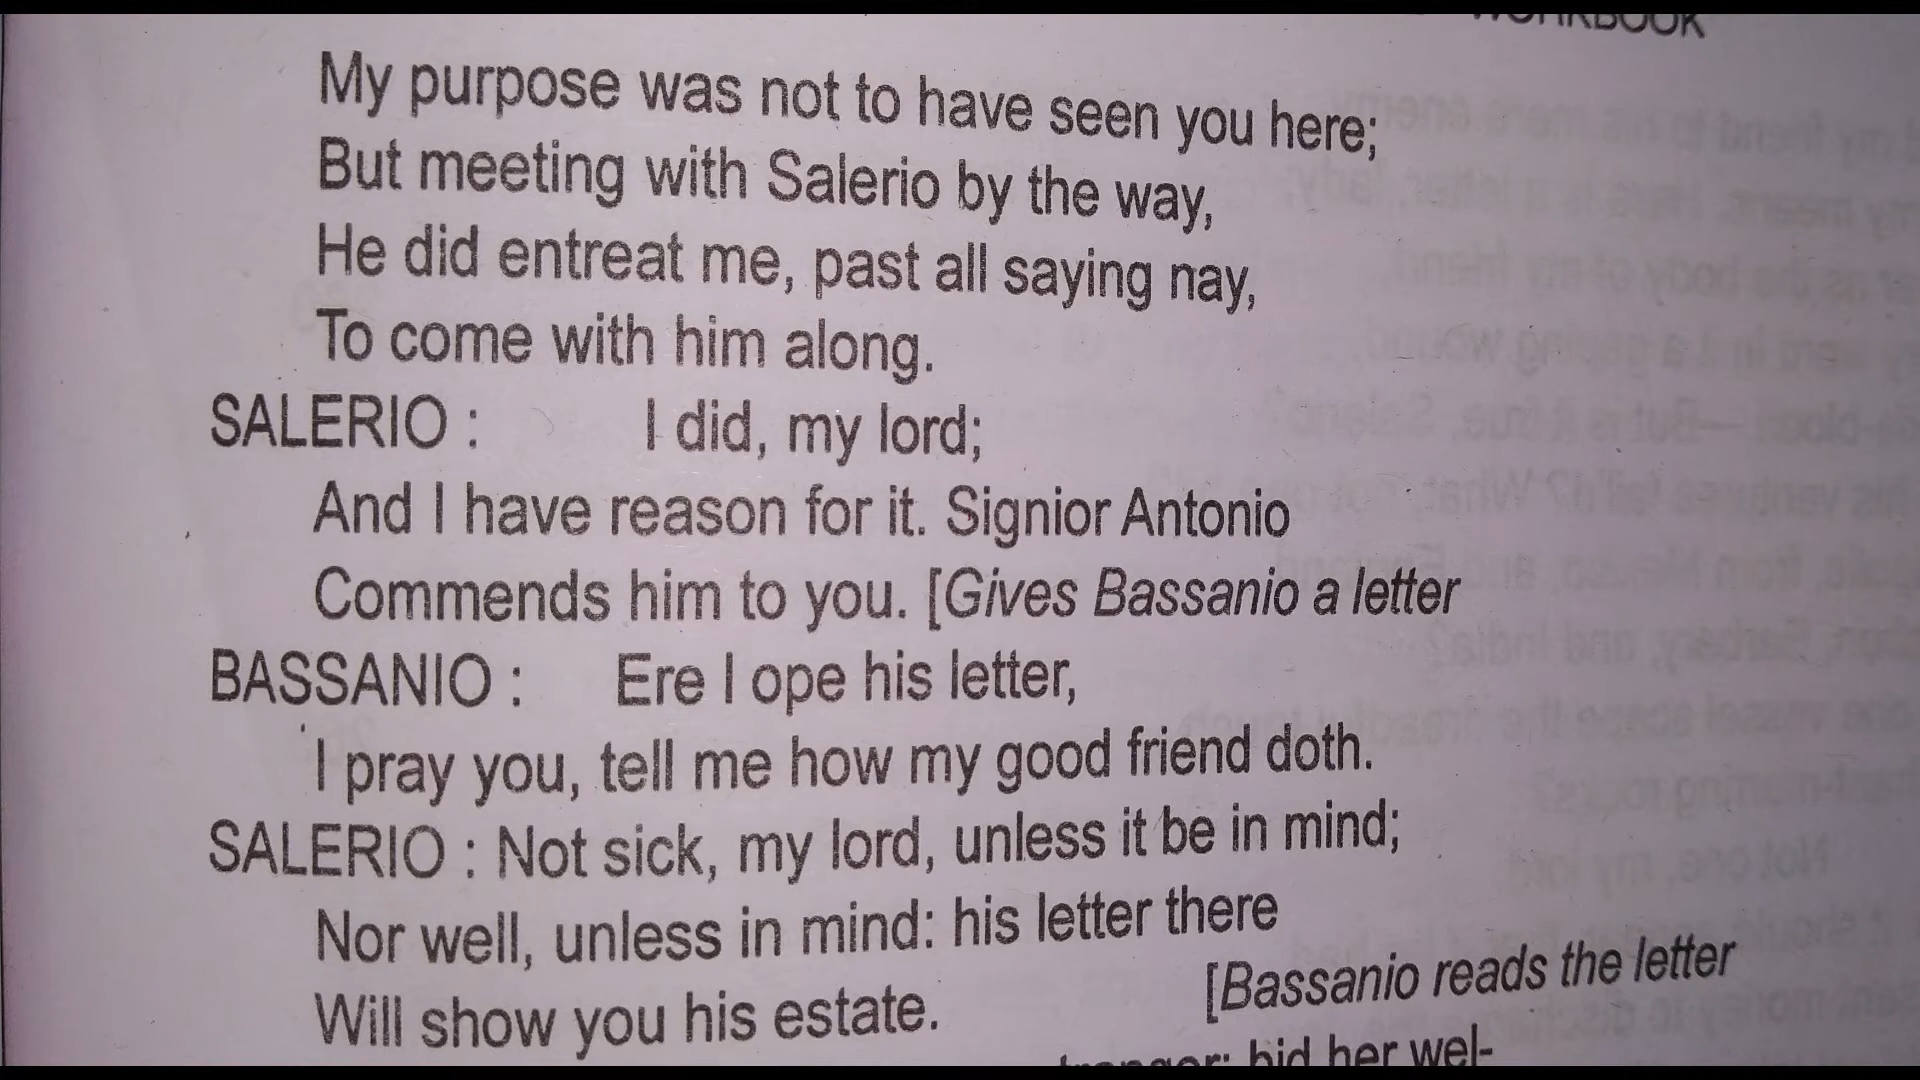 WORKBOOK
My purpose was not to have seen you here;
But meeting with Salerio by the way,
He did entreat me, past all saying nay,
To come with him along.
SALERIO : I did, my lord;
And I have reason for it. Signior Antonio
Commends him to you. [Gives Bassanio a letter
BASSANIO : Ere I ope his letter,
I pray you, tell me how my good friend doth.
SALERIO : Not sick, my lord, unless it be in mind;
Nor well, unless in mind: his letter there
Will show you his estate. [Bassanio reads the letter
bid her wel-